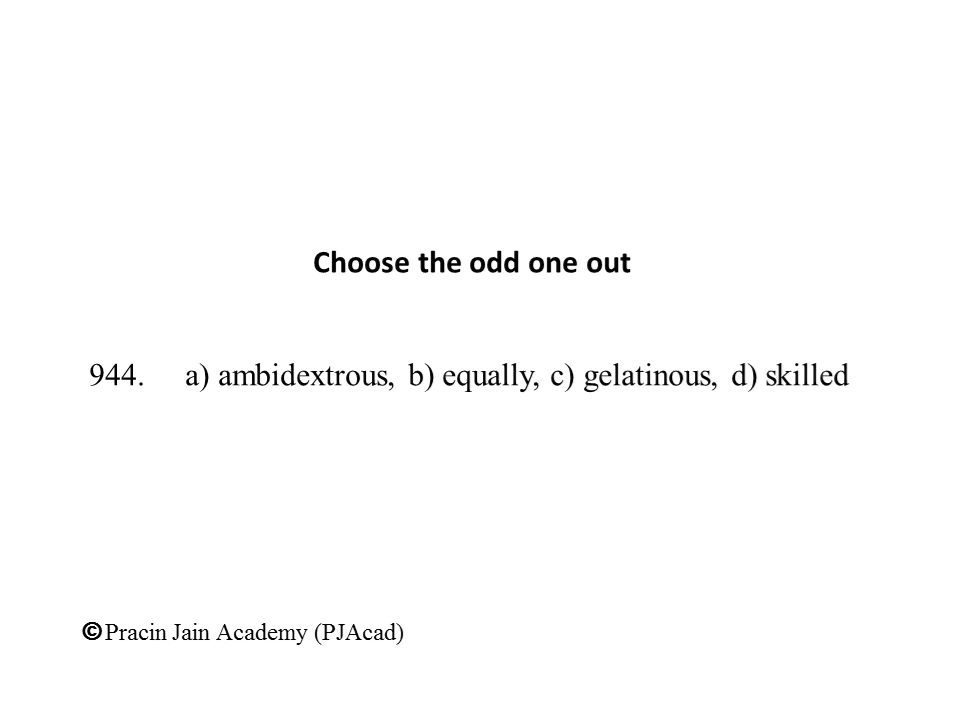 Choose the odd one out
944. a) ambidextrous, b) equally, c) gelatinous, d) skilled
©Pracin Jain Academy (PJAcad)